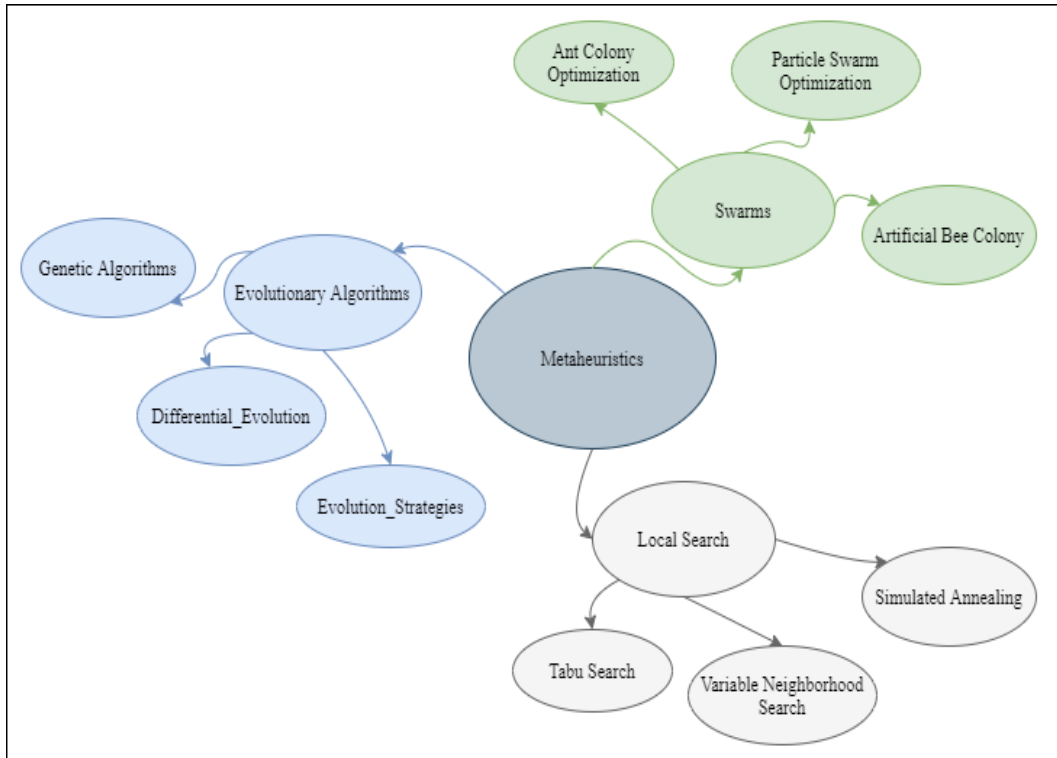 Ant Colony
Optimization
Particle Swarm
Optimization
Swarms
Artificial Bee Colony
Genetic Algorithms
Evolutionary Algorithms
Metaheuristics
Differential_Evolution
Evolution_Strategies
Local Search
Simulated Annealing
Tabu Search
Variable Neighborhood
Search